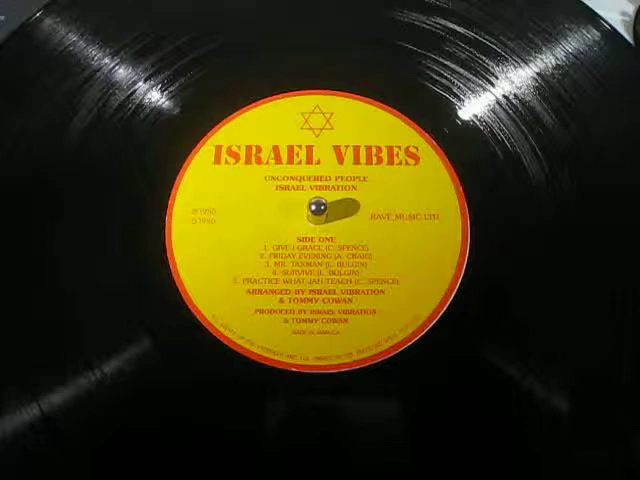 ISRAEL VIBES
UNCONQUERED PEOPLE
ISRAEL VIBRATION
℗ 1980
© 1980
RAVE MUSIC LTD
SIDE ONE
1. GIVE I GRACE (C. SPENCE)
2. FRIDAY EVENING (A. CRAIG)
3. MR. TAXMAN (L. BULGIN)
4. SURVIVE (L. BULGIN)
5. PRACTICE WHAT JAH TEACH (C. SPENCE)
ARRANGED BY ISRAEL VIBRATION
& TOMMY COWAN
PRODUCED BY ISRAEL VIBRATION
& TOMMY COWAN
MADE IN JAMAICA